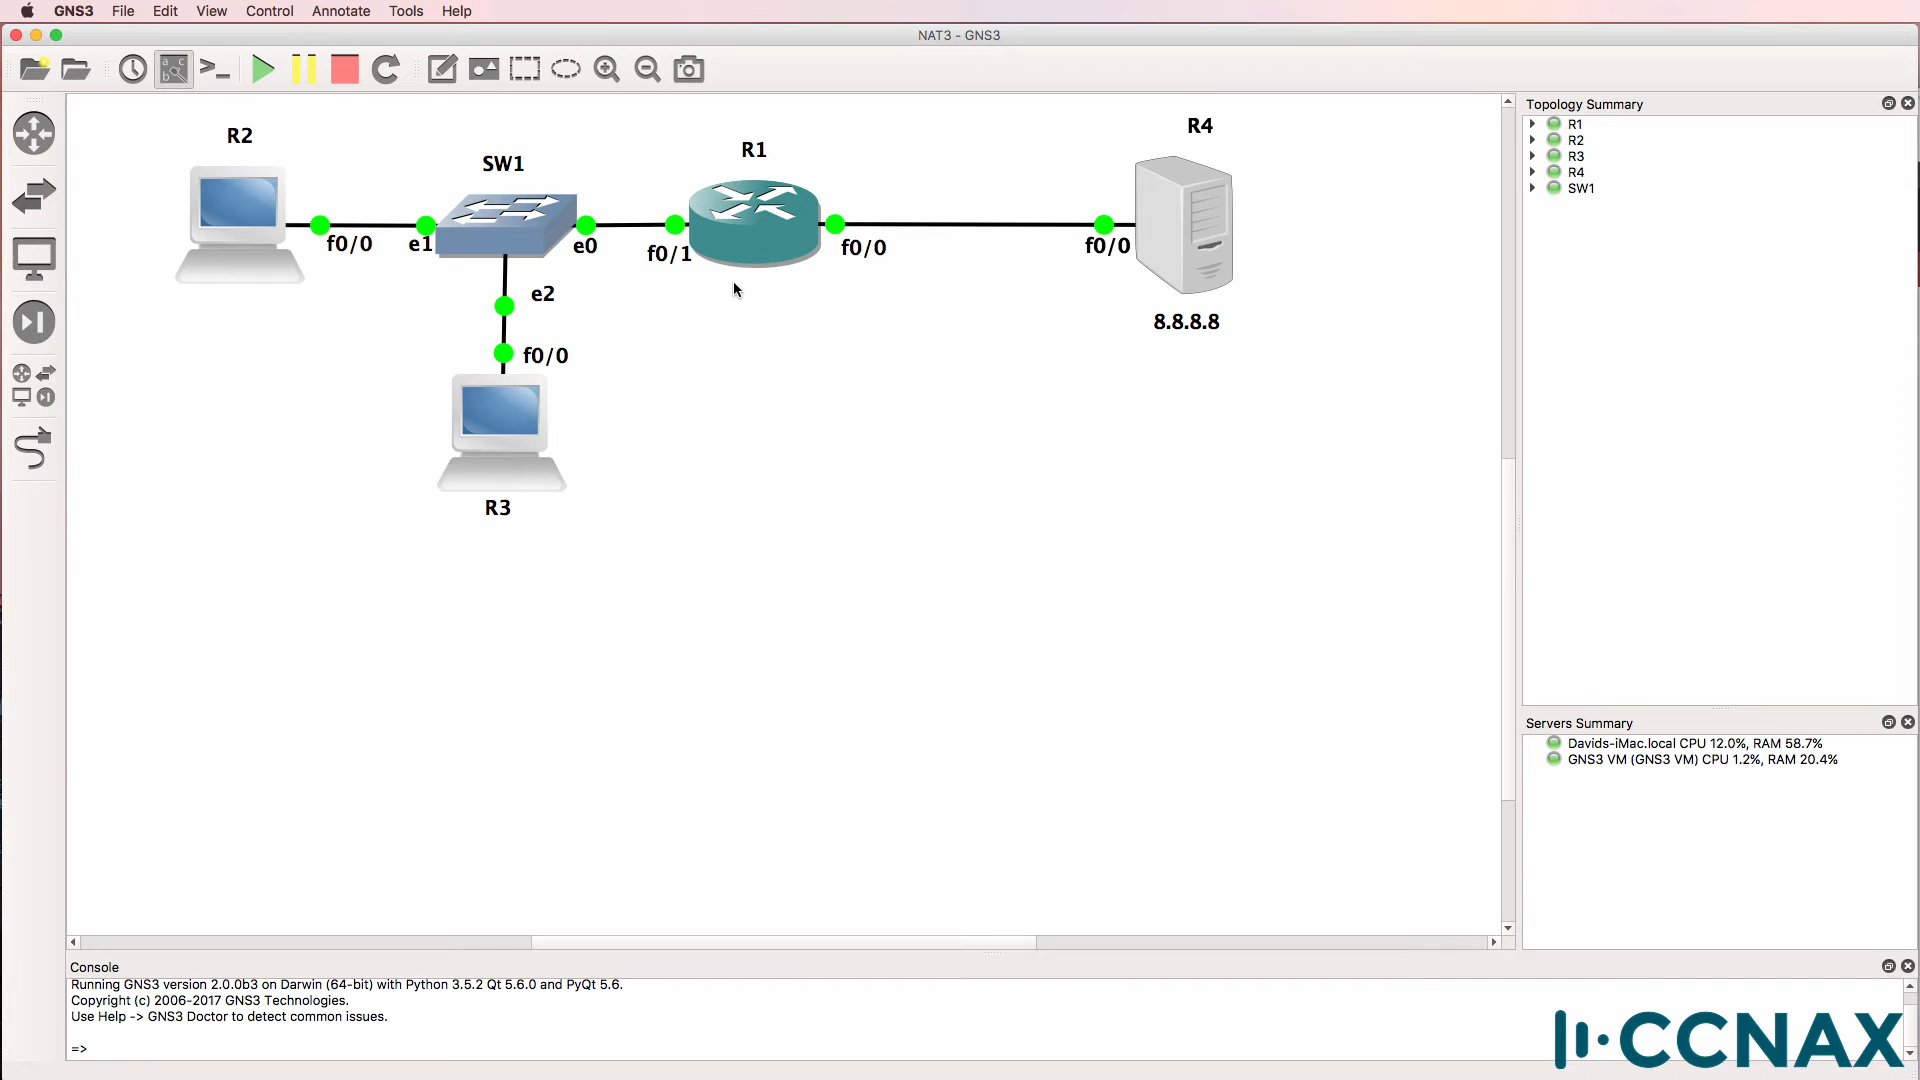 GNS3 File Edit View Control Annotate Tools Help
NAT3 - GNS3
Topology Summary
R1
R2
R3
R4
SW1
R2
SW1
R1
R4
f0/0
e1
e0
f0/1
f0/0
f0/0
e2
8.8.8.8
f0/0
R3
Servers Summary
Davids-iMac.local CPU 12.0%, RAM 58.7%
GNS3 VM (GNS3 VM) CPU 1.2%, RAM 20.4%
Console
Running GNS3 version 2.0.0b3 on Darwin (64-bit) with Python 3.5.2 Qt 5.6.0 and PyQt 5.6.
Copyright (c) 2006-2017 GNS3 Technologies.
Use Help -> GNS3 Doctor to detect common issues.
=>
CCNAX